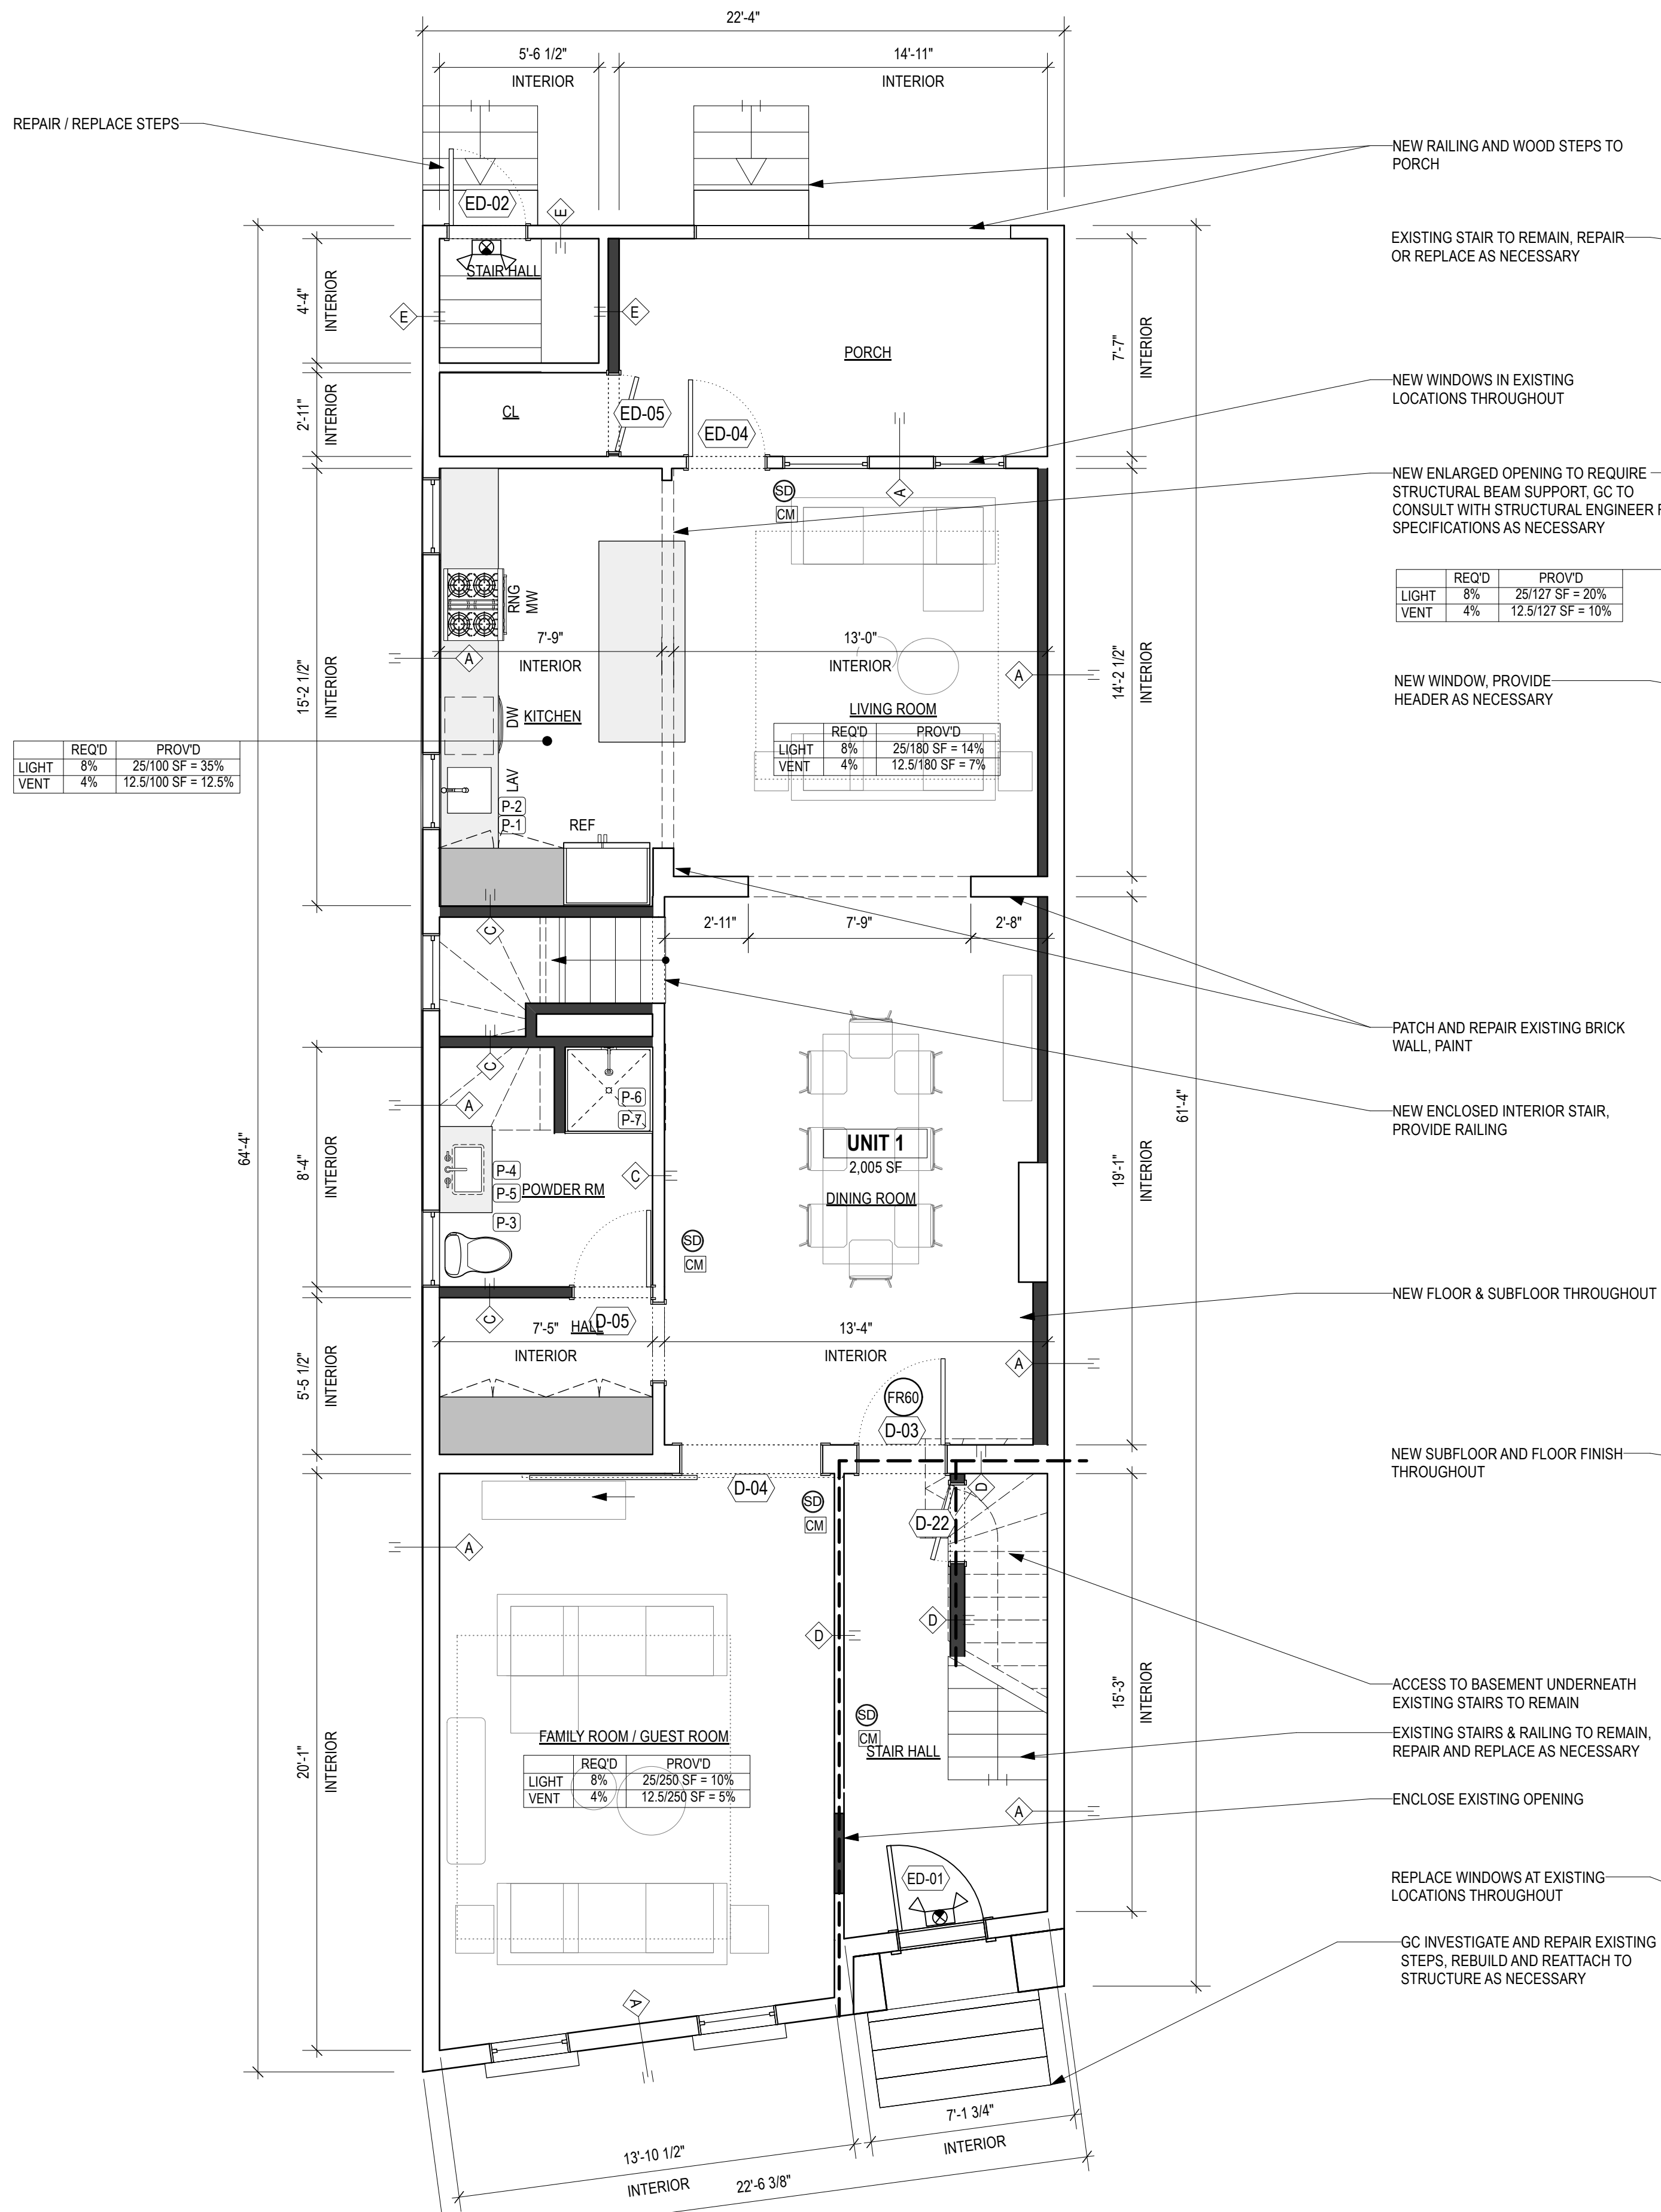 22'-4"
5'-6 1/2"
INTERIOR
14'-11"
INTERIOR
REPAIR / REPLACE STEPS
NEW RAILING AND WOOD STEPS TO
PORCH
ED-02
E
STAIR HALL
EXISTING STAIR TO REMAIN, REPAIR
OR REPLACE AS NECESSARY
4'-4"
INTERIOR
E
E
PORCH
7'-7"
INTERIOR
2'-11"
INTERIOR
CL
ED-05
ED-04
NEW WINDOWS IN EXISTING
LOCATIONS THROUGHOUT
SD
CM
A
NEW ENLARGED OPENING TO REQUIRE
STRUCTURAL BEAM SUPPORT, GC TO
CONSULT WITH STRUCTURAL ENGINEER F
SPECIFICATIONS AS NECESSARY
REQ'D PROV'D
LIGHT 8% 25/127 SF = 20%
VENT 4% 12.5/127 SF = 10%
RNG
MW
7'-9"
INTERIOR
13'-0"
INTERIOR
A
A
15'-2 1/2"
INTERIOR
14'-2 1/2"
INTERIOR
NEW WINDOW, PROVIDE
HEADER AS NECESSARY
DW
KITCHEN
LIVING ROOM
REQ'D PROV'D
LIGHT 8% 25/180 SF = 14%
VENT 4% 12.5/180 SF = 7%
REQ'D PROV'D
LIGHT 8% 25/100 SF = 35%
VENT 4% 12.5/100 SF = 12.5%
LAV
P-2
P-1
REF
C
2'-11"
7'-9"
2'-8"
PATCH AND REPAIR EXISTING BRICK
WALL, PAINT
C
A
P-6
P-7
NEW ENCLOSED INTERIOR STAIR,
PROVIDE RAILING
64'-4"
61'-4"
8'-4"
INTERIOR
19'-1"
INTERIOR
UNIT 1
2,005 SF
DINING ROOM
P-4
P-5
POWDER RM
P-3
C
SD
CM
NEW FLOOR & SUBFLOOR THROUGHOUT
C
D-05
HALL
7'-5"
INTERIOR
13'-4"
INTERIOR
5'-5 1/2"
INTERIOR
A
FR60
D-03
NEW SUBFLOOR AND FLOOR FINISH
THROUGHOUT
D-04
SD
CM
D
D-22
A
D
D
ACCESS TO BASEMENT UNDERNEATH
EXISTING STAIRS TO REMAIN
15'-3"
INTERIOR
SD
CM
STAIR HALL
EXISTING STAIRS & RAILING TO REMAIN,
REPAIR AND REPLACE AS NECESSARY
FAMILY ROOM / GUEST ROOM
REQ'D PROV'D
LIGHT 8% 25/250 SF = 10%
VENT 4% 12.5/250 SF = 5%
20'-1"
INTERIOR
A
ENCLOSE EXISTING OPENING
ED-01
REPLACE WINDOWS AT EXISTING
LOCATIONS THROUGHOUT
GC INVESTIGATE AND REPAIR EXISTING
STEPS, REBUILD AND REATTACH TO
STRUCTURE AS NECESSARY
A
7'-1 3/4"
INTERIOR
13'-10 1/2"
INTERIOR
22'-6 3/8"